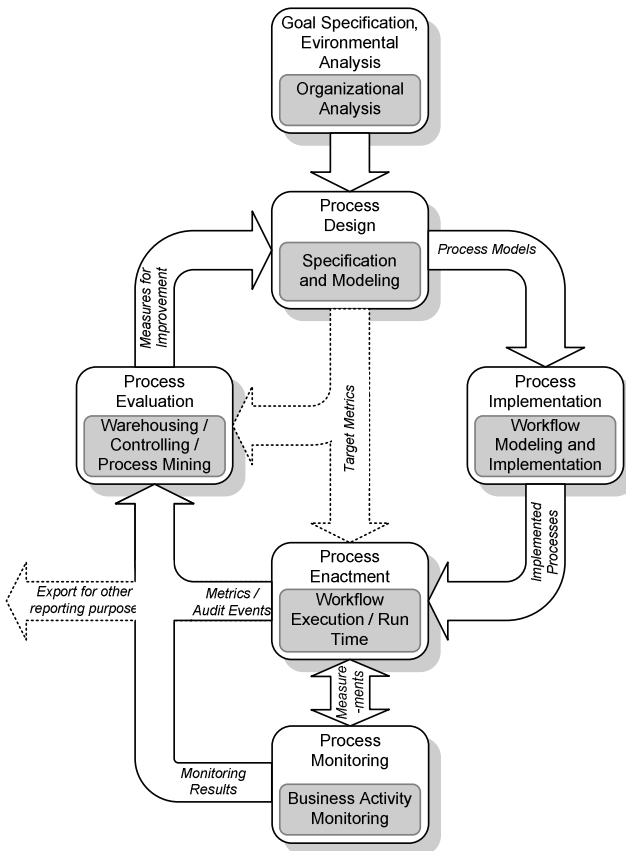 Goal Specification,
Evironmental
Analysis
Organizational
Analysis
Process
Design
Specification
and Modeling
Process Models
Measures for
Improvement
Process
Evaluation
Warehousing /
Controlling /
Process Mining
Target Metrics
Process
Implementation
Workflow
Modeling and
Implementation
Implemented
Processes
Process
Enactment
Workflow
Execution / Run
Time
Metrics /
Audit Events
Export for other
reporting purpose
Measure
-ments
Process
Monitoring
Business Activity
Monitoring
Monitoring
Results